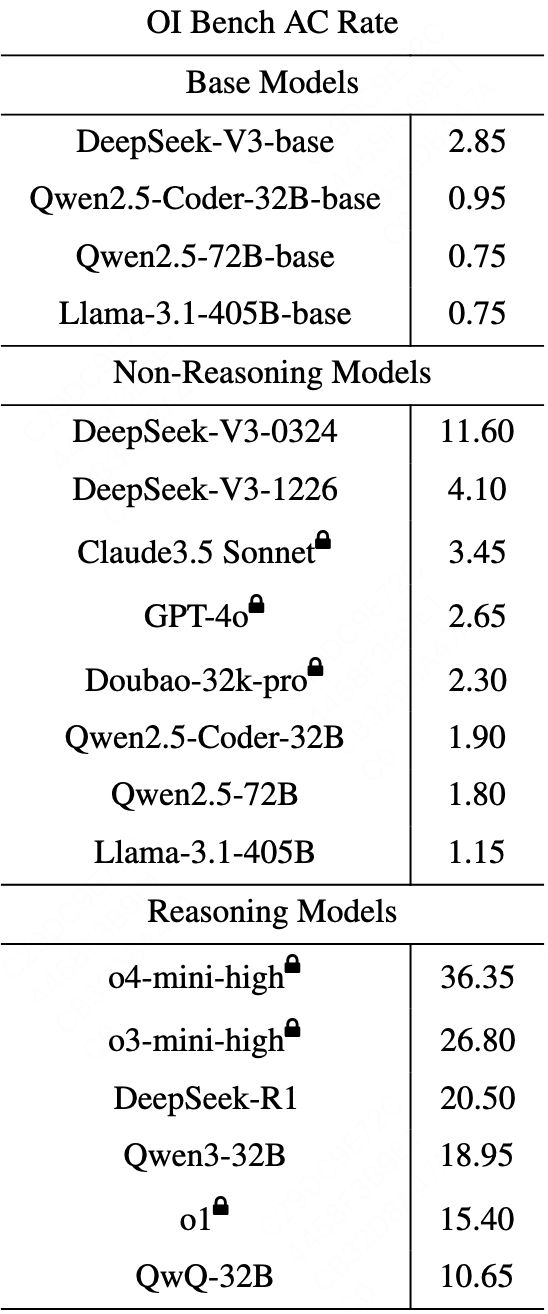 OI Bench AC Rate
Base Models
DeepSeek-V3-base 2.85
Qwen2.5-Coder-32B-base 0.95
Qwen2.5-72B-base 0.75
Llama-3.1-405B-base 0.75
Non-Reasoning Models
DeepSeek-V3-0324 11.60
DeepSeek-V3-1226 4.10
Claude3.5 Sonnet 3.45
GPT-4o 2.65
Doubao-32k-pro 2.30
Qwen2.5-Coder-32B 1.90
Qwen2.5-72B 1.80
Llama-3.1-405B 1.15
Reasoning Models
o4-mini-high 36.35
o3-mini-high 26.80
DeepSeek-R1 20.50
Qwen3-32B 18.95
o1 15.40
QwQ-32B 10.65